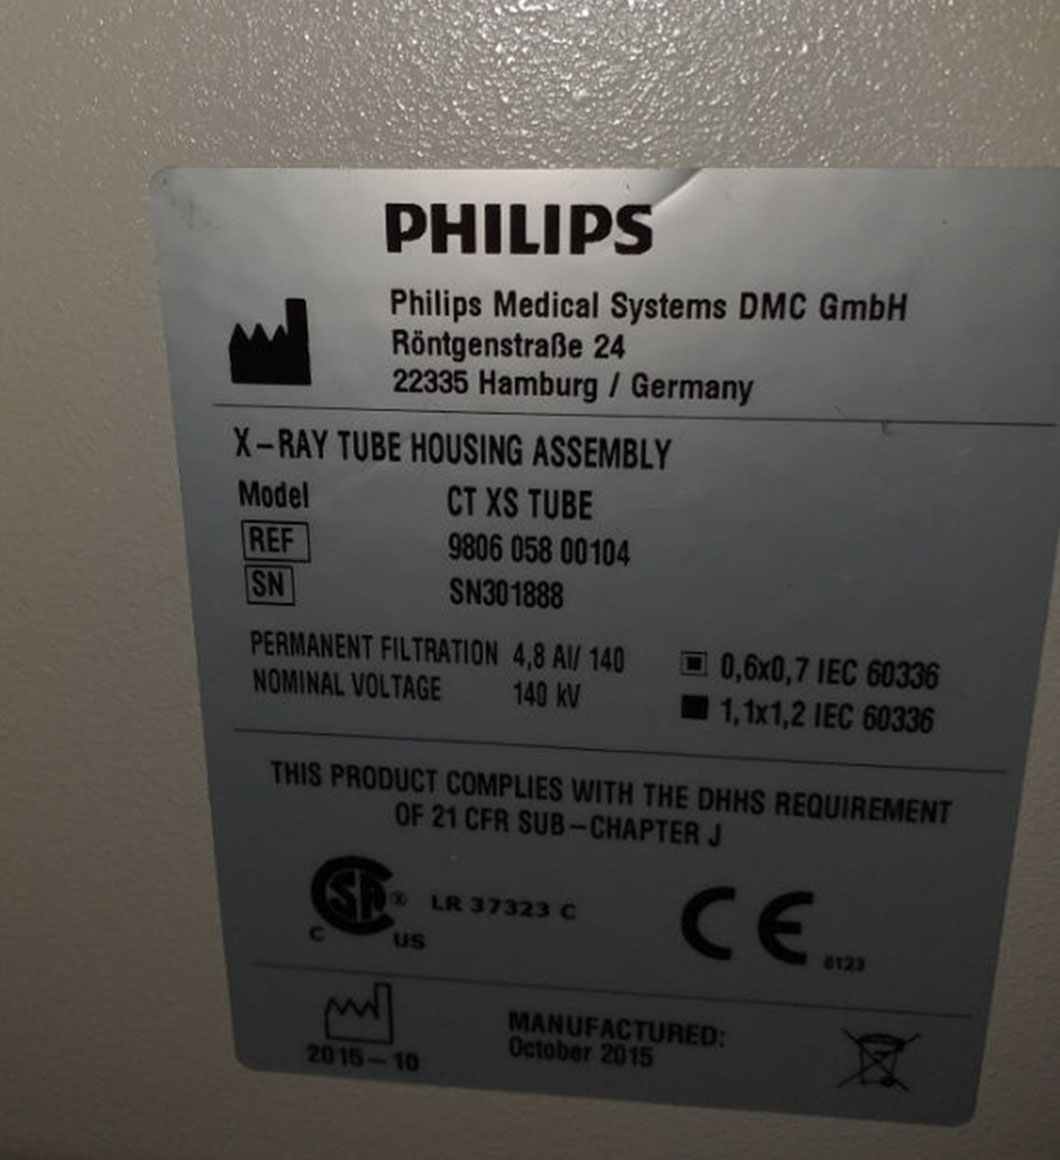 PHILIPS
Philips Medical Systems DMC GmbH
Röntgenstraße 24
22335 Hamburg / Germany
X-RAY TUBE HOUSING ASSEMBLY
Model CT XS TUBE
REF 9806 058 00104
SN SN301888
PERMANENT FILTRATION 4,8 Al/ 140 0,6x0,7 IEC 60336
NOMINAL VOLTAGE 140 kV 1,1x1,2 IEC 60336
THIS PRODUCT COMPLIES WITH THE DHHS REQUIREMENT
OF 21 CFR SUB-CHAPTER J
C SA ® US LR 37323 C CE 0123
MANUFACTURED:
2015-10 October 2015